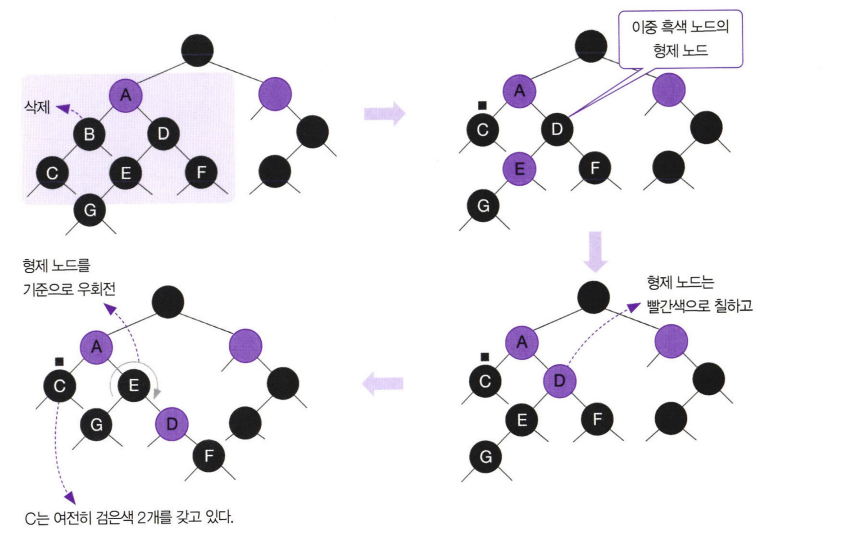 A
삭제
B
D
C
E
F
G
이중 흑색 노드의
형제 노드
A
C
D
E
F
G
형제 노드는
빨간색으로 칠하고
A
C
D
E
F
G
형제 노드를
기준으로 우회전
A
C
E
G
D
F
C는 여전히 검은색 2개를 갖고 있다.